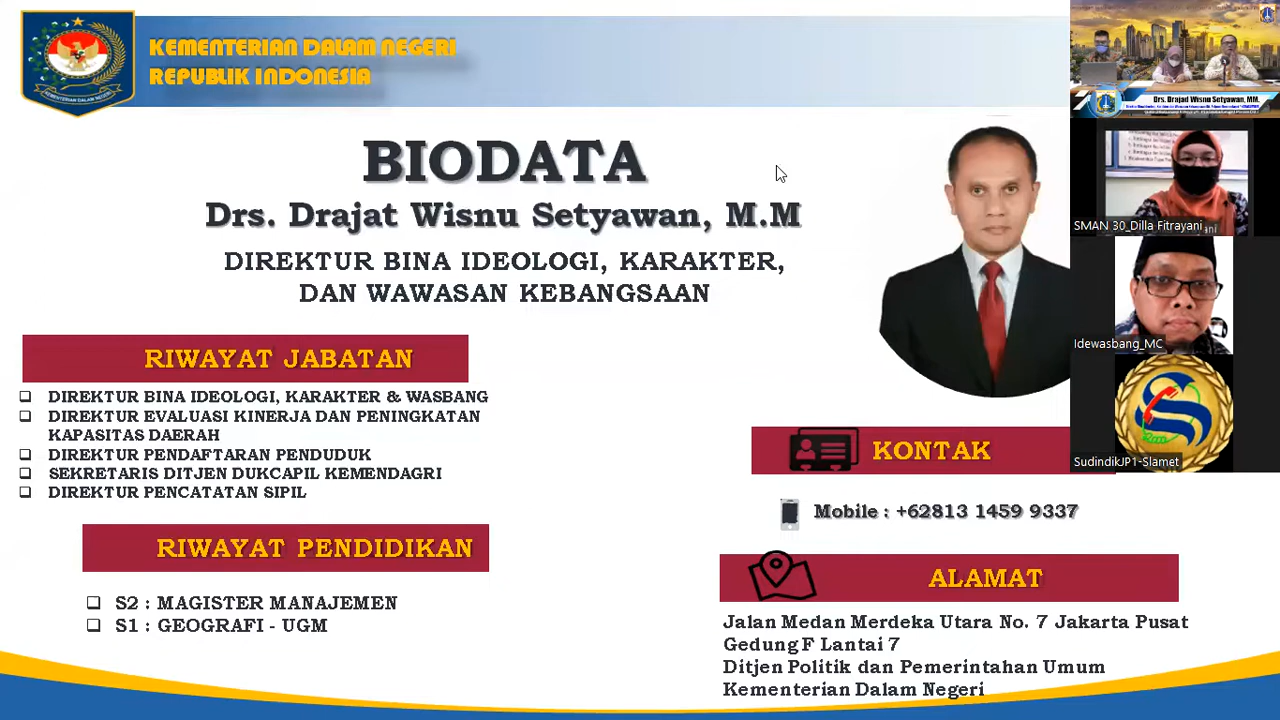 KEMENTERIAN DALAM NEGERI
REPUBLIK INDONESIA
KEMENTERIAN DALAM NEGERI
BIODATA
Drs. Drajat Wisnu Setyawan, M.M
DIREKTUR BINA IDEOLOGI, KARAKTER,
DAN WAWASAN KEBANGSAAN
RIWAYAT JABATAN
DIREKTUR BINA IDEOLOGI, KARAKTER & WASBANG
DIREKTUR EVALUASI KINERJA DAN PENINGKATAN
KAPASITAS DAERAH
DIREKTUR PENDAFTARAN PENDUDUK
SEKRETARIS DITJEN DUKCAPIL KEMENDAGRI
DIREKTUR PENCATATAN SIPIL
RIWAYAT PENDIDIKAN
S2 : MAGISTER MANAJEMEN
S1 : GEOGRAFI - UGM
KONTAK
Mobile : +62813 1459 9337
ALAMAT
Jalan Medan Merdeka Utara No. 7 Jakarta Pusat
Gedung F Lantai 7
Ditjen Politik dan Pemerintahan Umum
Kementerian Dalam Negeri
Drs. Drajad Wisnu Setyawan, MM.
SMAN 30_Dilla Fitrayani
Idewasbang_MC
SudindikJP1-Slamet